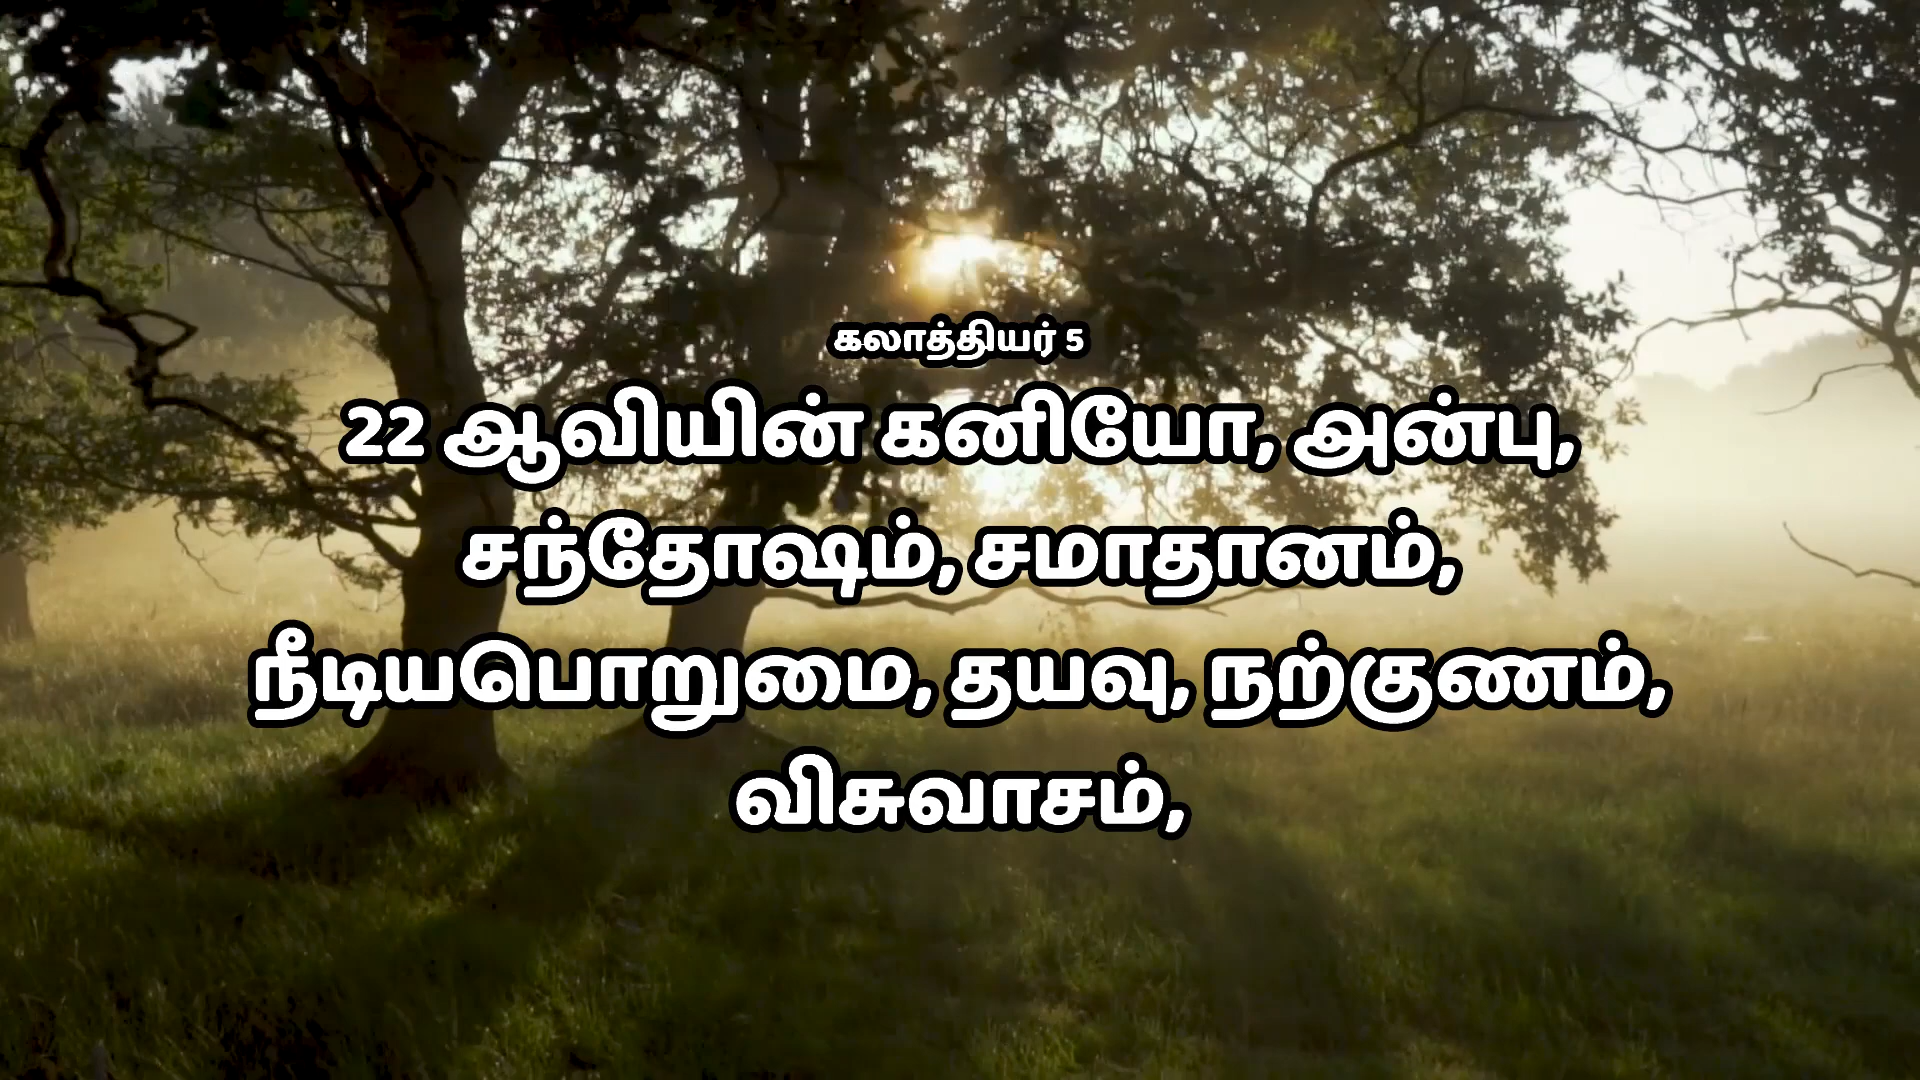 கலாத்தியர் 5
22 ஆவியின் கனியோ, அன்பு,
சந்தோஷம், சமாதானம்,
நீடியபொறுமை, தயவு, நற்குணம்,
விசுவாசம்,